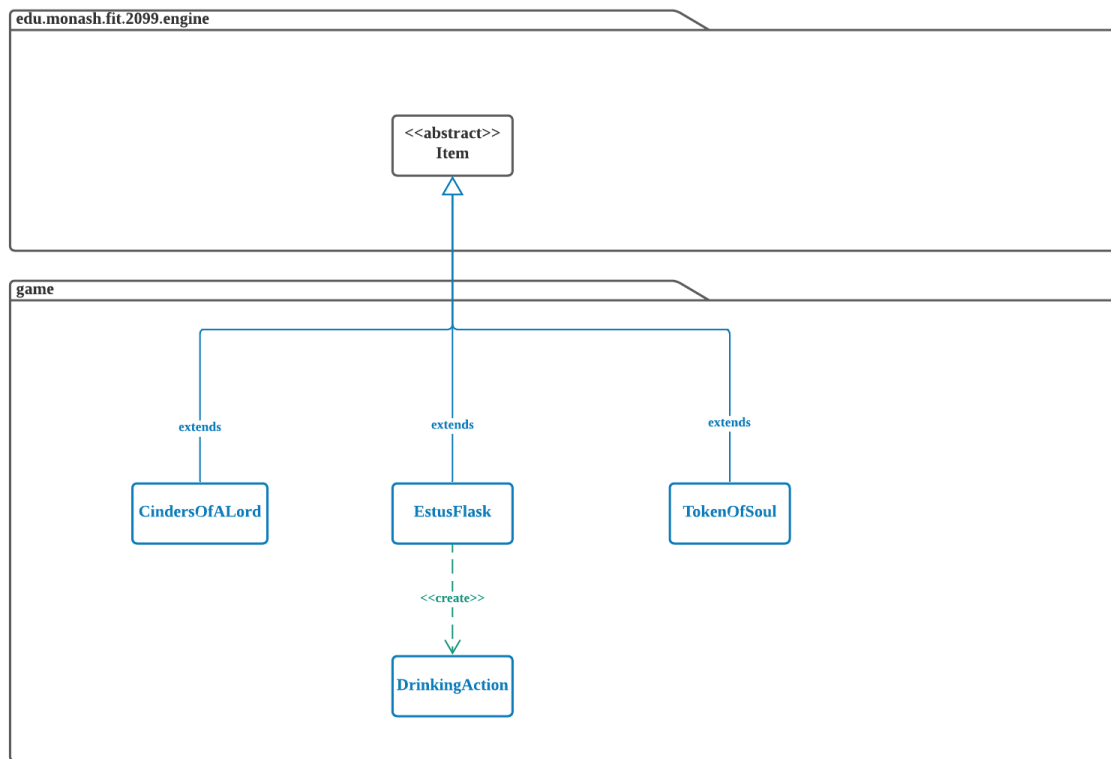 edu.monash.fit.2099.engine
<<abstract>>
Item
game
extends
extends
extends
CindersOfALord
EstusFlask
TokenOfSoul
<<create>>
DrinkingAction